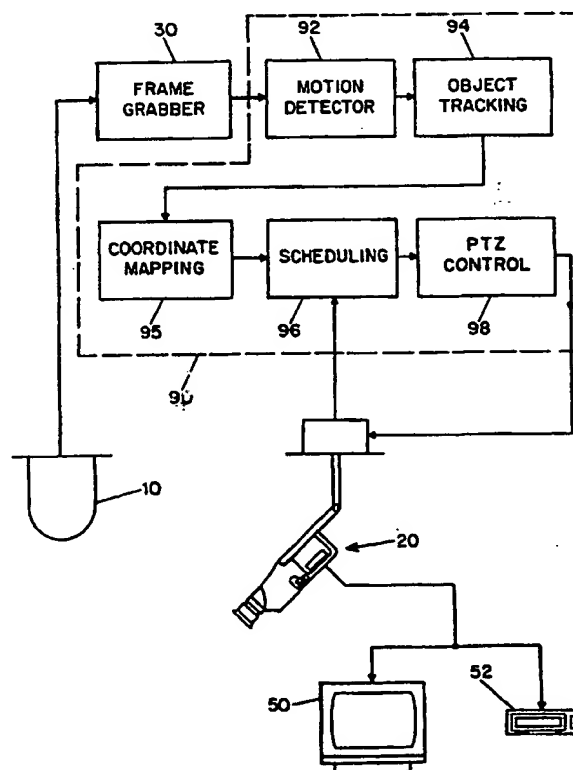 30
92
94
FRAME
GRABBER
MOTION
DETECTOR
OBJECT
TRACKING
COORDINATE
MAPPING
SCHEDULING
PTZ
CONTROL
95
96
98
90
10
20
50
52